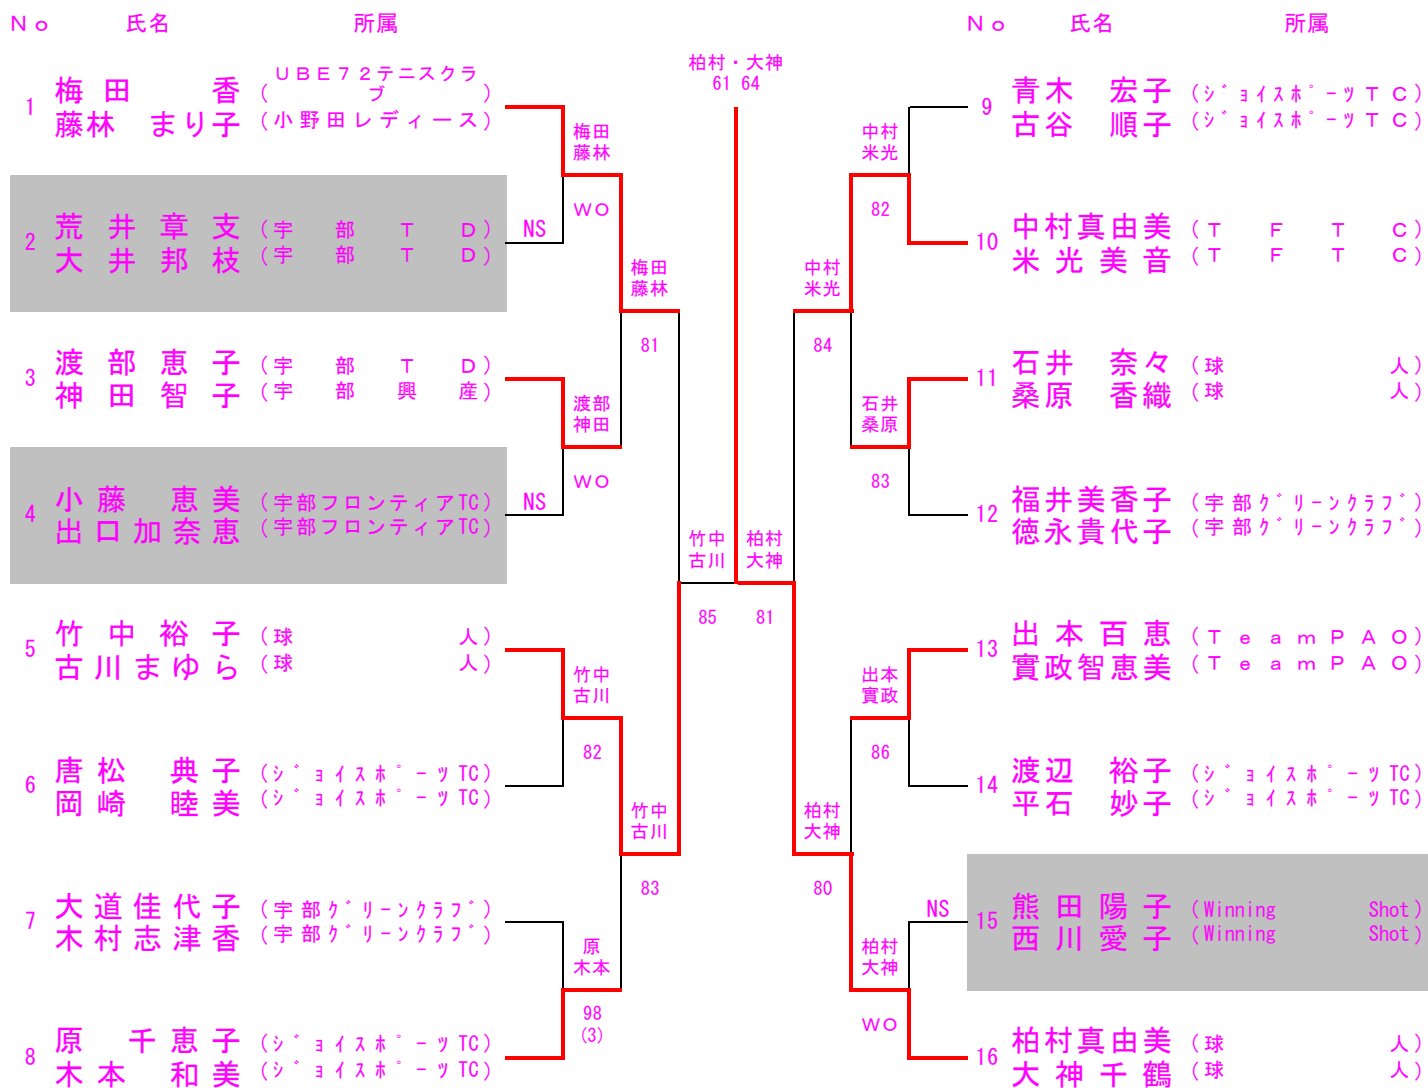 No 氏名 所属
1 梅田 香 (UBE72テニスクラブ)
藤林 まり子 (小野田レディース)
2 荒井章支 (宇部TD) NS
大井邦枝 (宇部TD)
3 渡部恵子 (宇部TD)
神田智子 (宇部興産)
4 小藤 恵美 (宇部フロンティアTC) NS
出口加奈恵 (宇部フロンティアTC)
5 竹中裕子 (球人)
古川まゆら (球人)
6 唐松 典子 (ｼﾞｮｲｽﾎﾟｰﾂTC)
岡崎 睦美 (ｼﾞｮｲｽﾎﾟｰﾂTC)
7 大道佳代子 (宇部ｸﾞﾘｰﾝｸﾗﾌﾞ)
木村志津香 (宇部ｸﾞﾘｰﾝｸﾗﾌﾞ)
8 原 千恵子 (ｼﾞｮｲｽﾎﾟｰﾂTC)
木本 和美 (ｼﾞｮｲｽﾎﾟｰﾂTC)
梅田
藤林
WO
渡部
神田
WO
竹中
古川
82
原
木本
98
(3)
梅田
藤林
81
竹中
古川
83
竹中
古川
85
柏村・大神
61 64
柏村
大神
81
中村
米光
84
柏村
大神
80
中村
米光
82
石井
桑原
83
出本
實政
86
柏村
大神
WO
No 氏名 所属
9 青木 宏子 (ｼﾞｮｲｽﾎﾟｰﾂTC)
古谷 順子 (ｼﾞｮｲｽﾎﾟｰﾂTC)
10 中村真由美 (TFTC)
米光美音 (TFTC)
11 石井 奈々 (球人)
桑原 香織 (球人)
12 福井美香子 (宇部ｸﾞﾘｰﾝｸﾗﾌﾞ)
徳永貴代子 (宇部ｸﾞﾘｰﾝｸﾗﾌﾞ)
13 出本百恵 (TeamPAO)
實政智恵美 (TeamPAO)
14 渡辺 裕子 (ｼﾞｮｲｽﾎﾟｰﾂTC)
平石 妙子 (ｼﾞｮｲｽﾎﾟｰﾂTC)
NS 15 熊田陽子 (Winning Shot)
西川愛子 (Winning Shot)
16 柏村真由美 (球人)
大神千鶴 (球人)